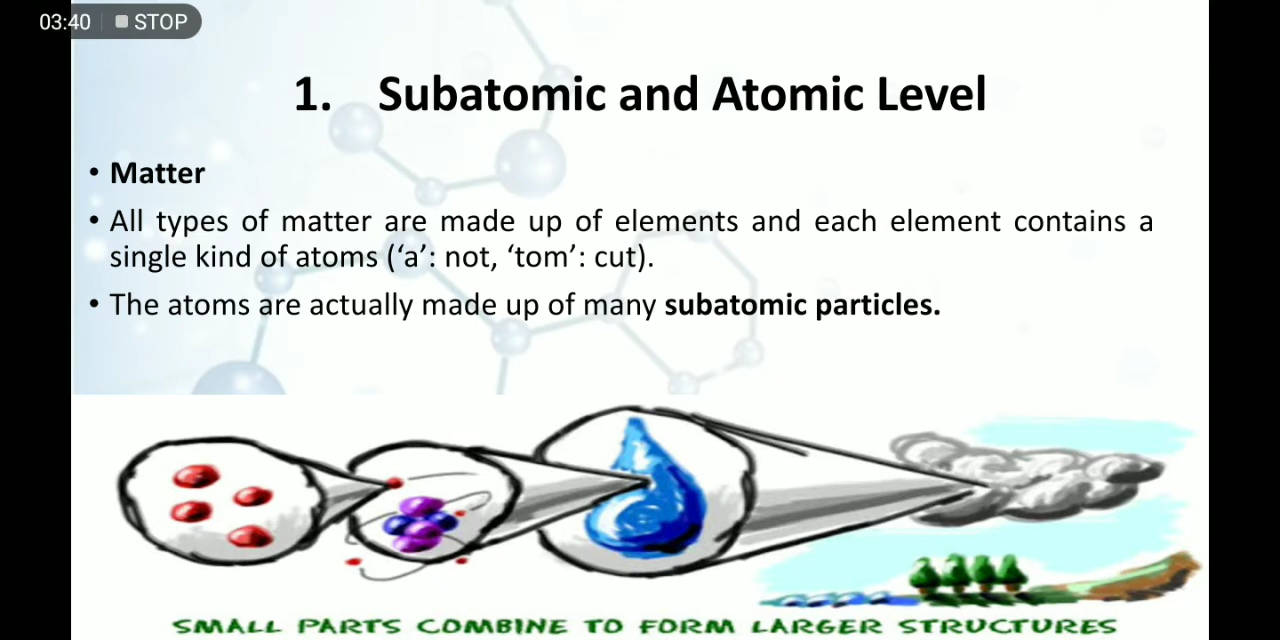 03:40 STOP
1. Subatomic and Atomic Level
• Matter
• All types of matter are made up of elements and each element contains a
single kind of atoms (‘a’: not, ‘tom’: cut).
• The atoms are actually made up of many subatomic particles.
SMALL PARTS COMBINE TO FORM LARGER STRUCTURES